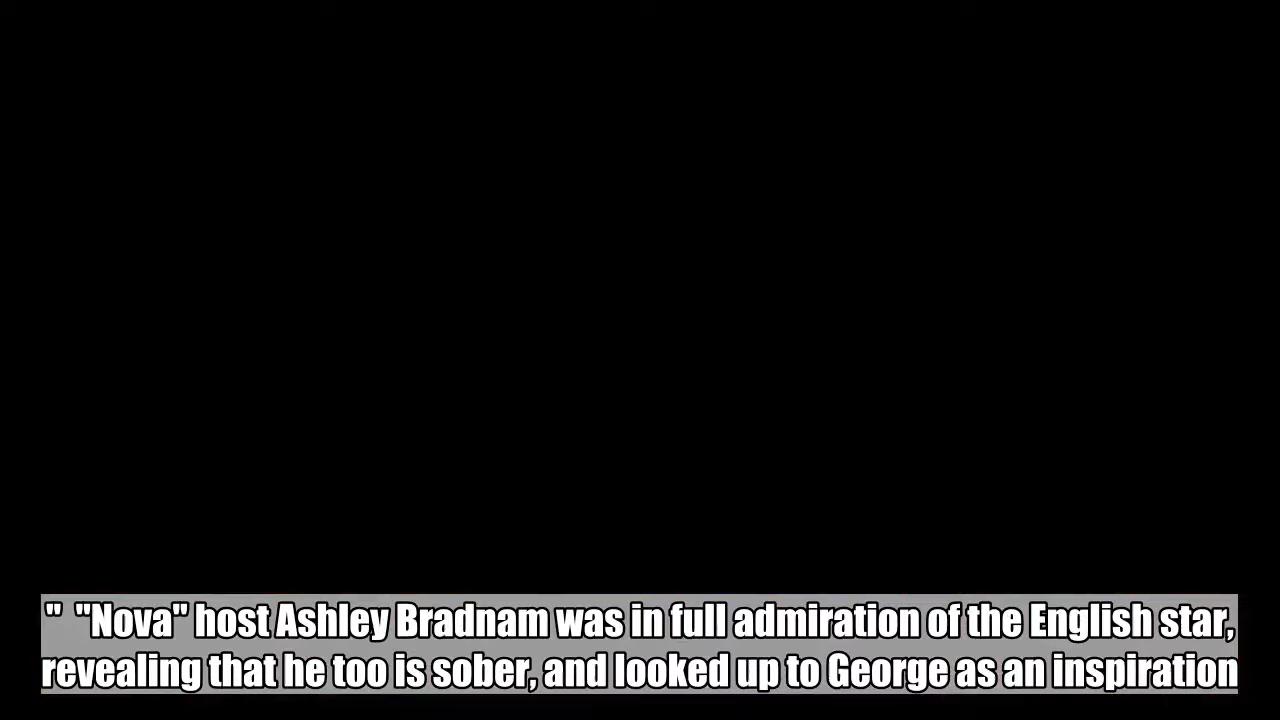 " "Nova" host Ashley Bradnam was in full admiration of the English star,
revealing that he too is sober, and looked up to George as an inspiration